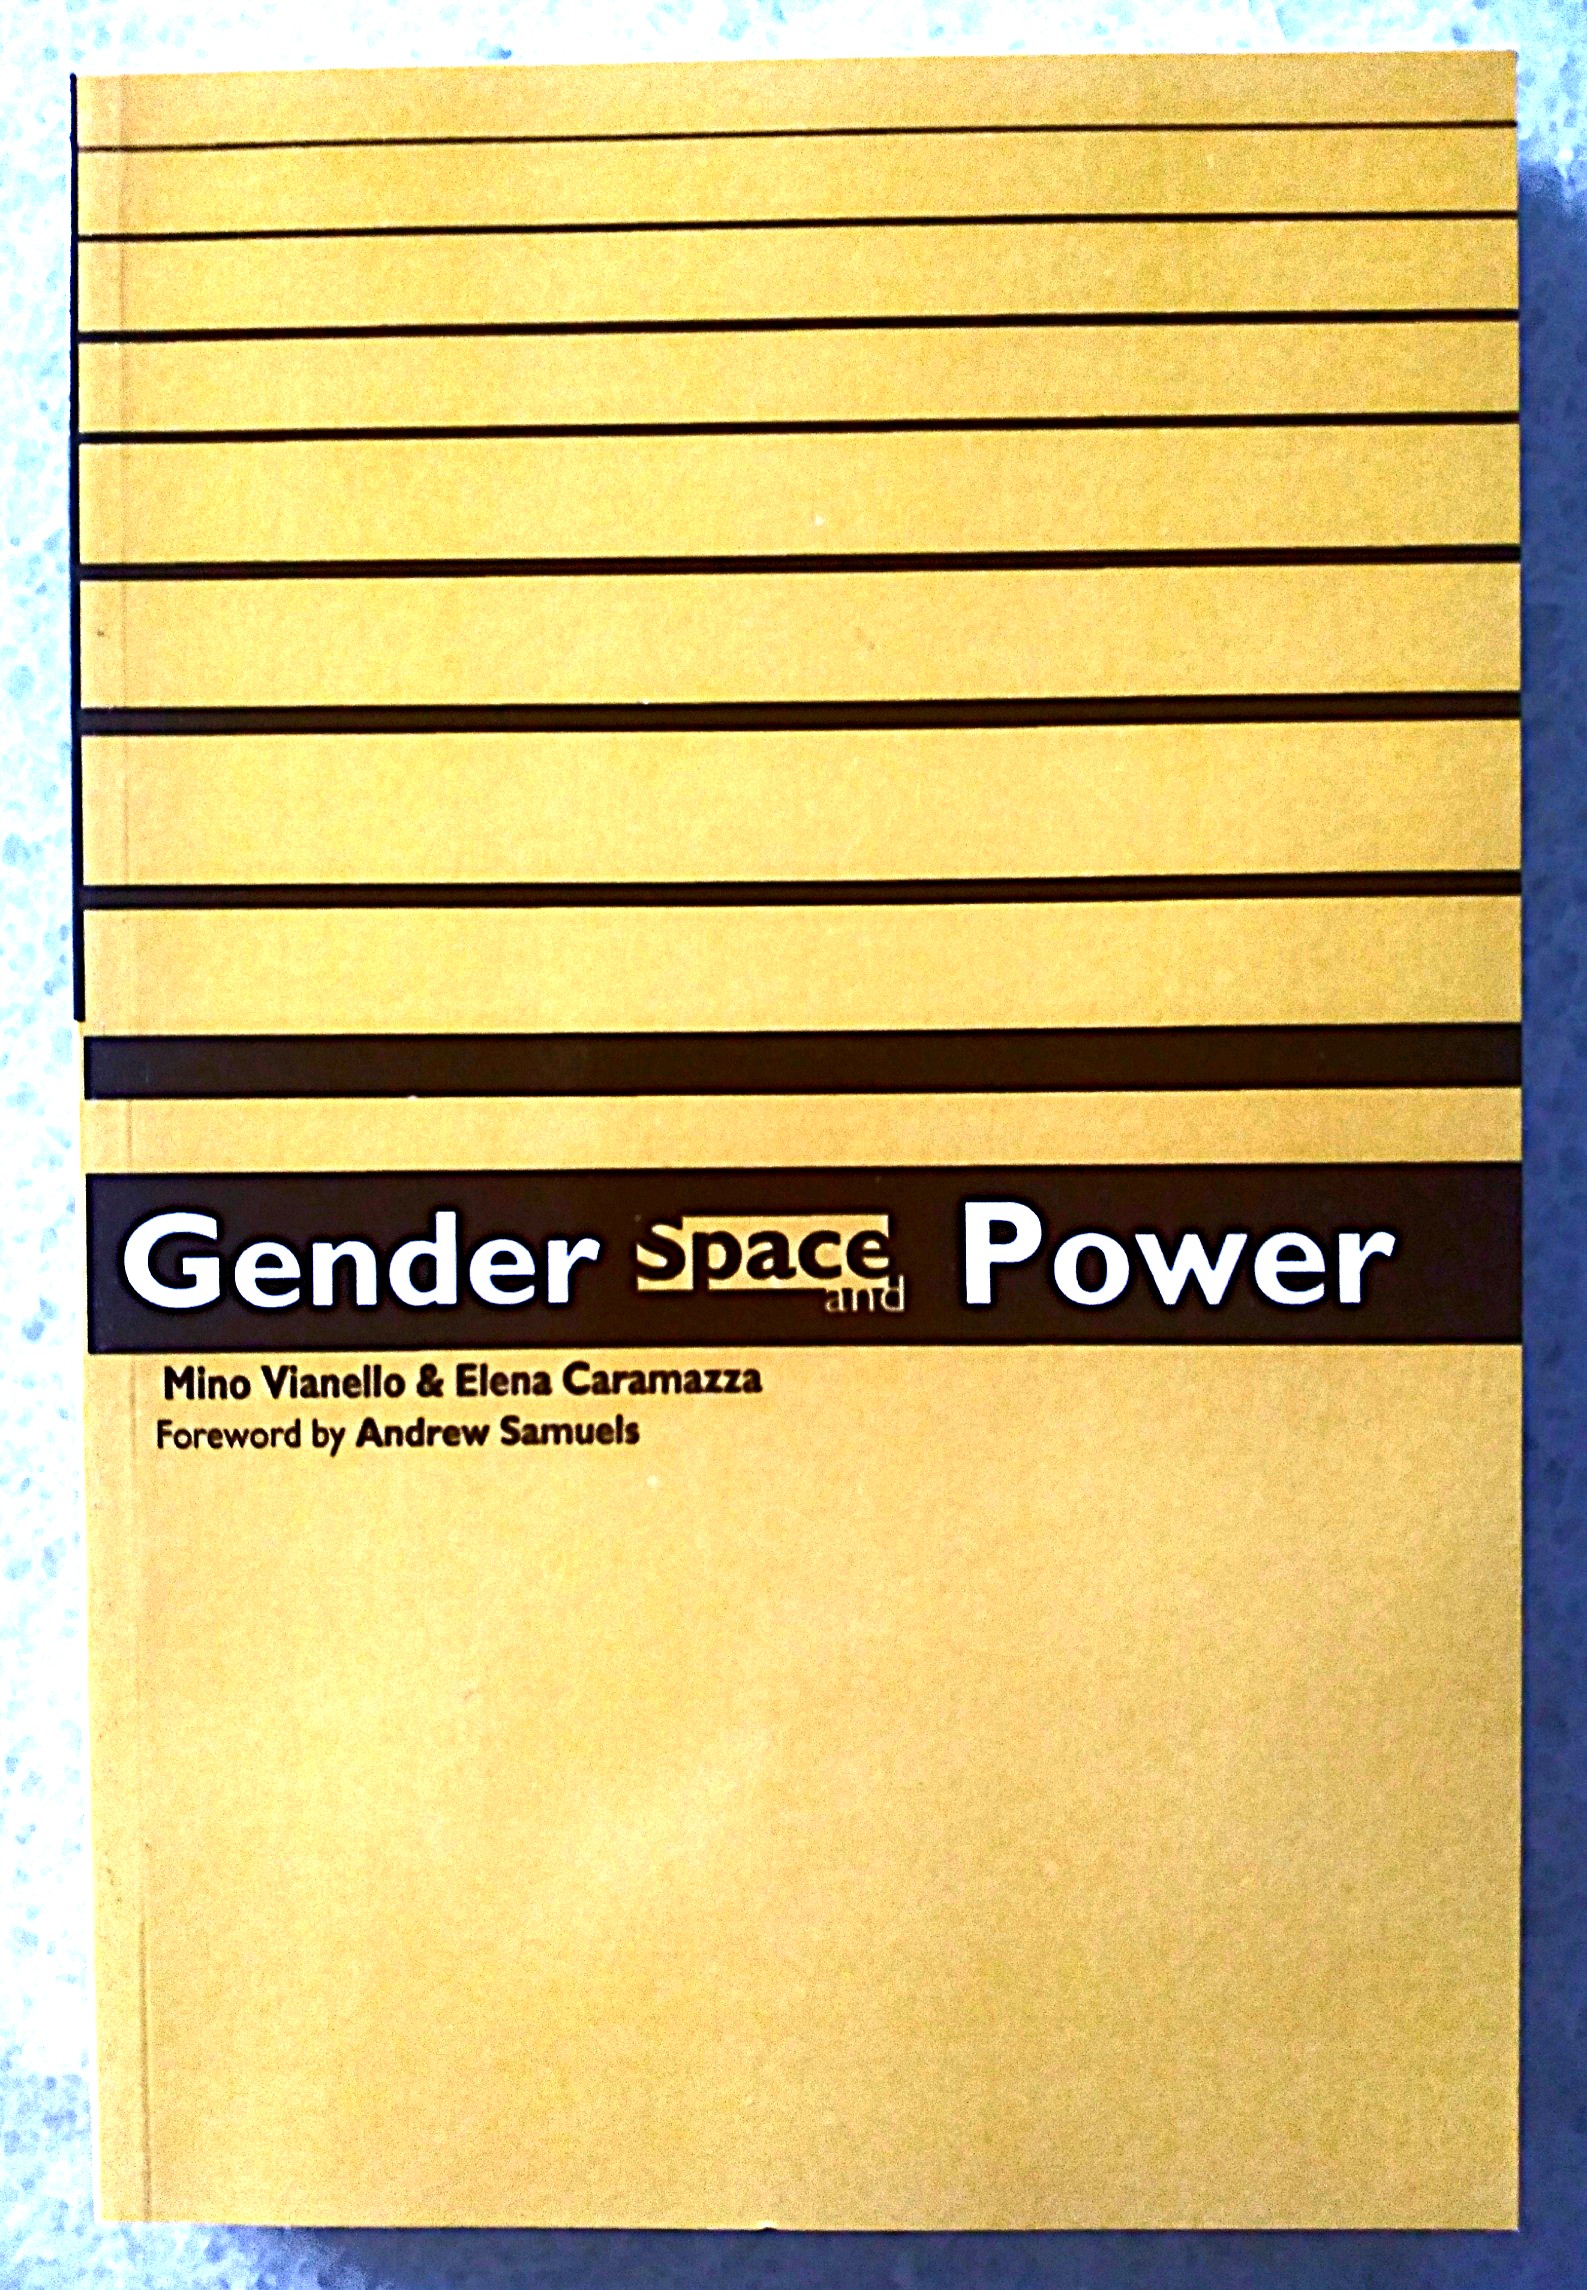 Gender Space and Power
Mino Vianello & Elena Caramazza
Foreword by Andrew Samuels